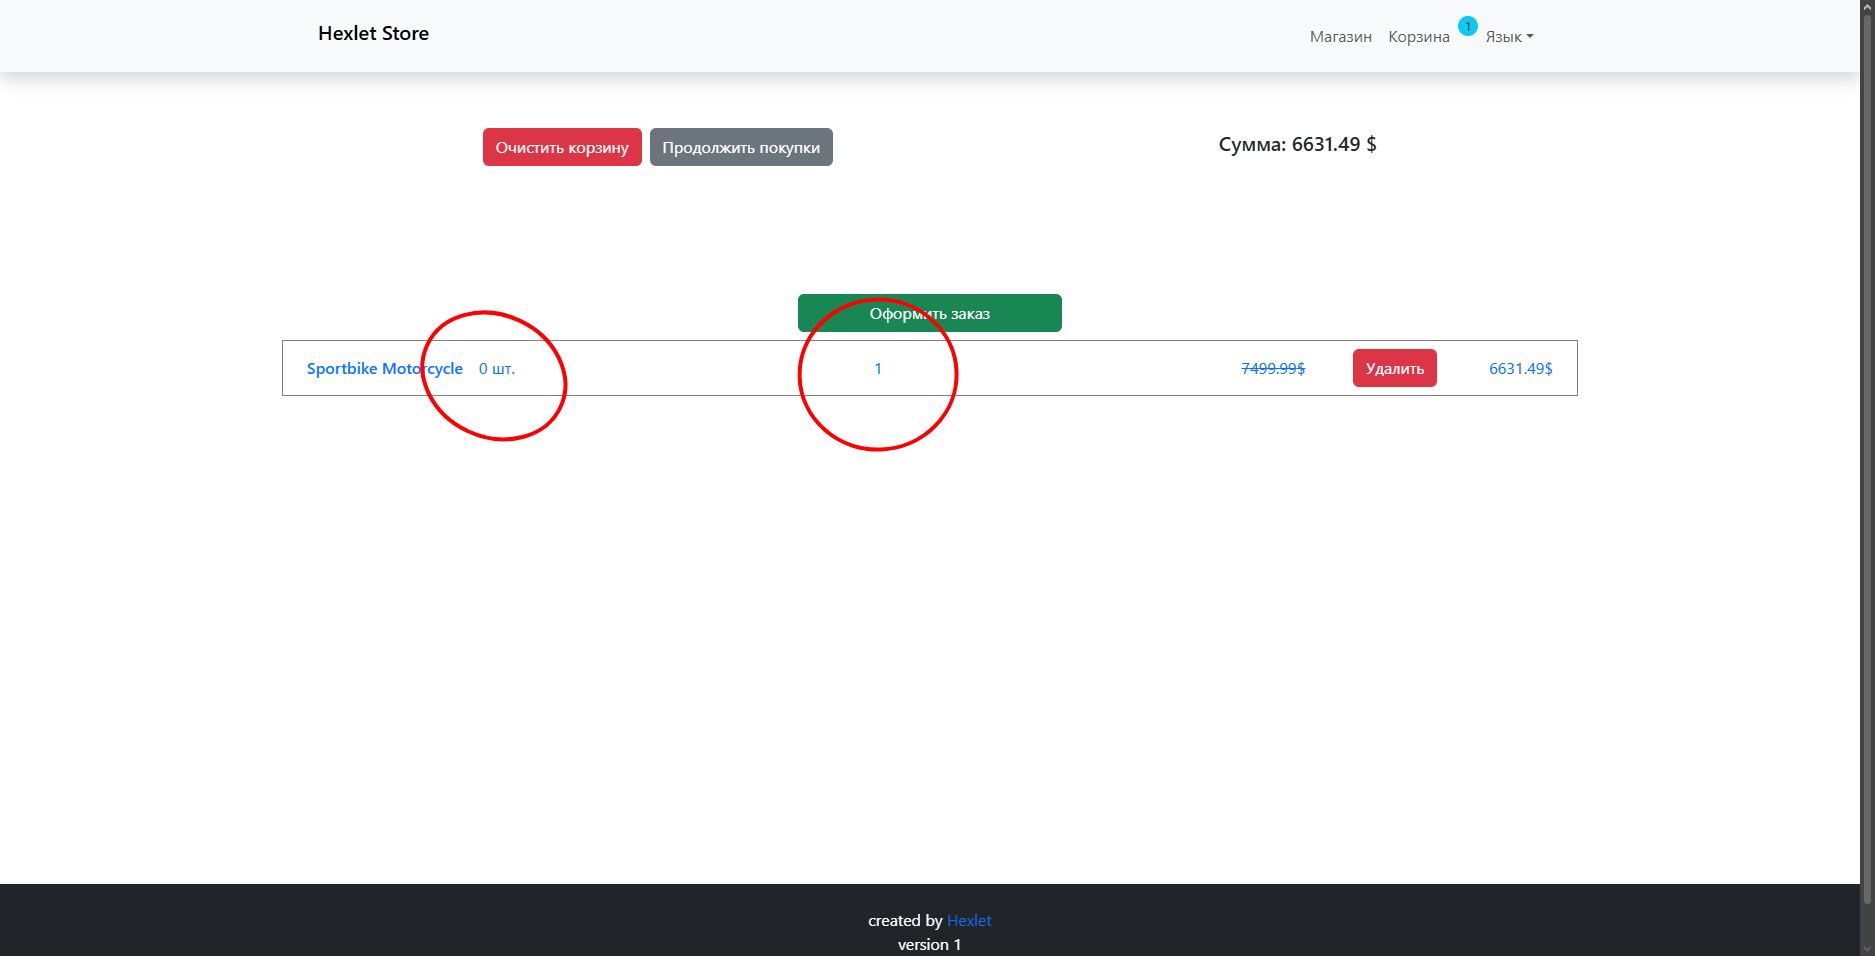 Hexlet Store
Магазин Корзина 1 Язык
Очистить корзину Продолжить покупки Сумма: 6631.49 $
Оформить заказ
Sportbike Motorcycle 0 шт. 1 7499.99$ Удалить 6631.49$
created by Hexlet
version 1